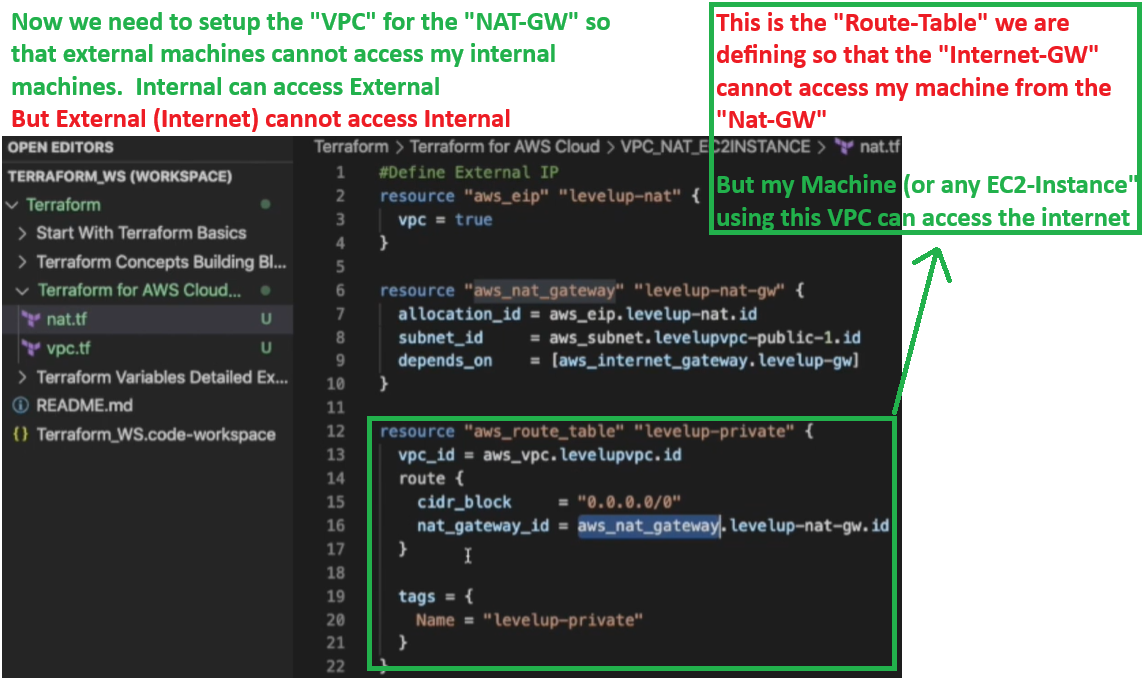 Now we need to setup the "VPC" for the "NAT-GW" so
that external machines cannot access my internal
machines.  Internal can access External
But External (Internet) cannot access Internal
This is the "Route-Table" we are
defining so that the "Internet-GW"
cannot access my machine from the
"Nat-GW"
But my Machine (or any EC2-Instance"
using this VPC can access the internet
OPEN EDITORS
TERRAFORM_WS (WORKSPACE)
Terraform
Start With Terraform Basics
Terraform Concepts Building Bl...
Terraform for AWS Cloud...
nat.tf U
vpc.tf U
Terraform Variables Detailed Ex...
README.md
{} Terraform_WS.code-workspace
Terraform > Terraform for AWS Cloud > VPC_NAT_EC2INSTANCE > nat.tf
1 #Define External IP
2 resource "aws_eip" "levelup-nat" {
3 vpc = true
4 }
5
6 resource "aws_nat_gateway" "levelup-nat-gw" {
7 allocation_id = aws_eip.levelup-nat.id
8 subnet_id = aws_subnet.levelupvpc-public-1.id
9 depends_on = [aws_internet_gateway.levelup-gw]
10 }
11
12 resource "aws_route_table" "levelup-private" {
13 vpc_id = aws_vpc.levelupvpc.id
14 route {
15 cidr_block = "0.0.0.0/0"
16 nat_gateway_id = aws_nat_gateway.levelup-nat-gw.id
17 }
18
19 tags = {
20 Name = "levelup-private"
21 }
22 }